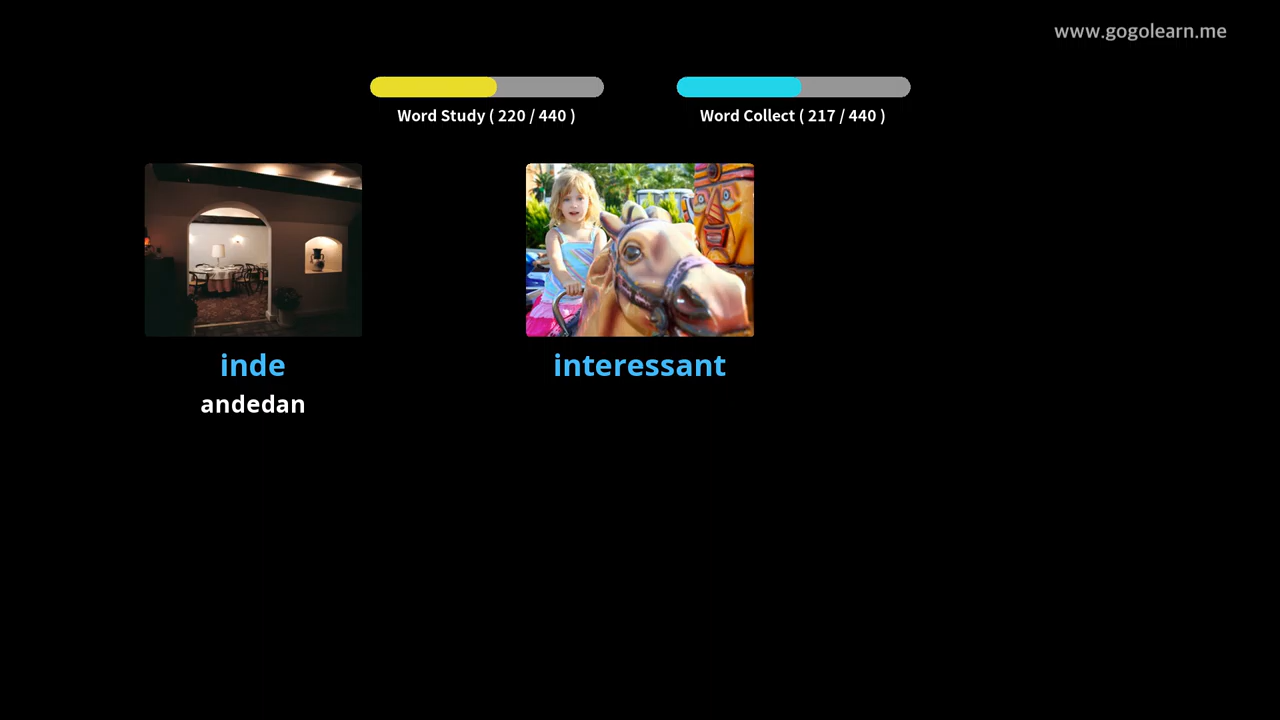 www.gogolearn.me
Word Study ( 220 / 440 )
Word Collect ( 217 / 440 )
inde
andedan
interessant